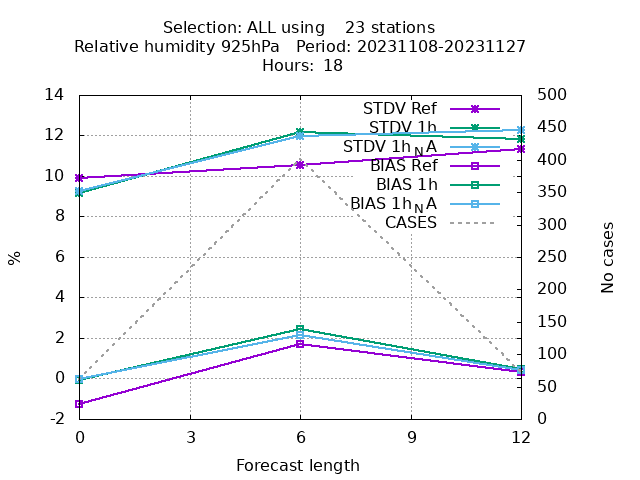 Selection: ALL using    23 stations
Relative humidity 925hPa   Period: 20231108-20231127
Hours: 18
14
12
10
8
6
4
2
0
-2
%
500
450
400
350
300
250
200
150
100
50
0
No cases
STDV Ref
STDV 1h
STDV 1hNA
BIAS Ref
BIAS 1h
BIAS 1hNA
CASES
0 3 6 9 12
Forecast length